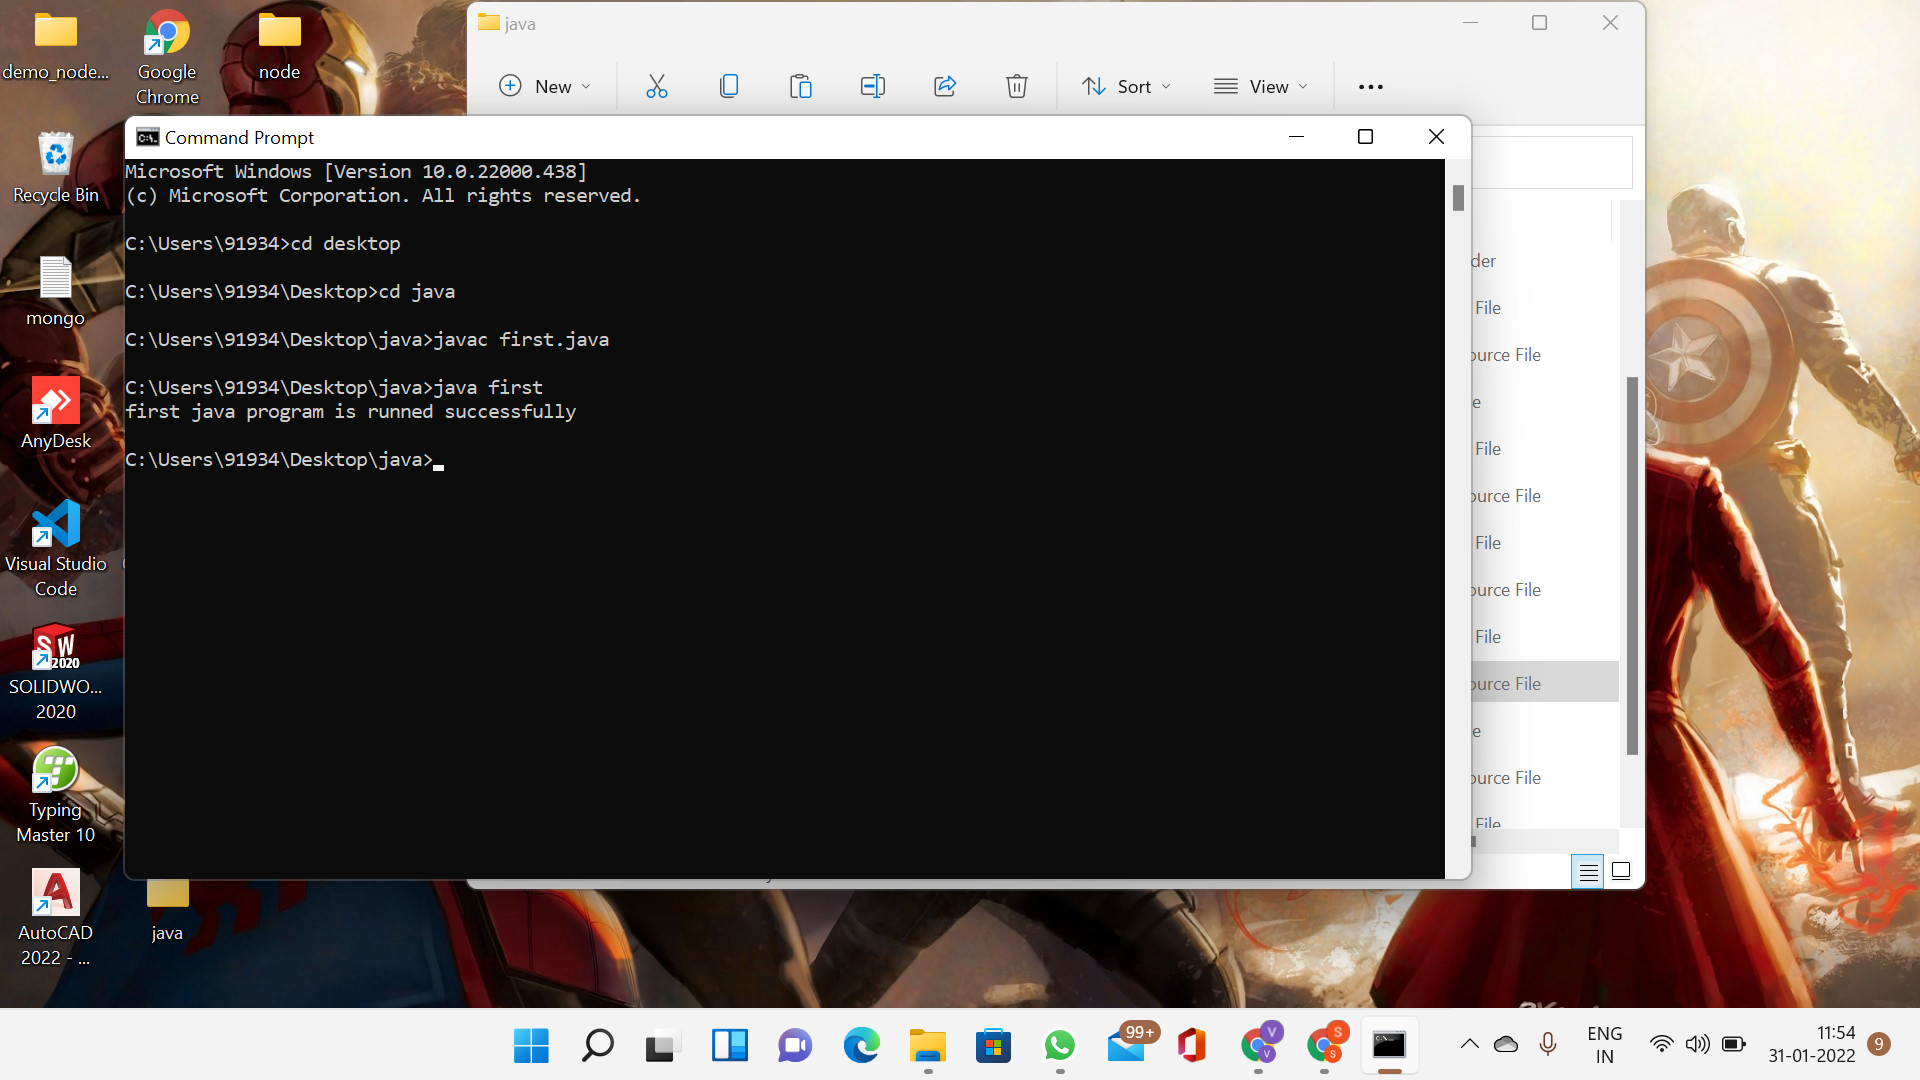 demo_node...
Google
Chrome
node
Recycle Bin
mongo
AnyDesk
Visual Studio
Code
SW
2020
SOLIDWO...
2020
Typing
Master 10
AutoCAD
2022 - ...
java
java
New
Sort
View
Command Prompt
Microsoft Windows [Version 10.0.22000.438]
(c) Microsoft Corporation. All rights reserved.
C:\Users\91934>cd desktop
C:\Users\91934\Desktop>cd java
C:\Users\91934\Desktop\java>javac first.java
C:\Users\91934\Desktop\java>java first
first java program is runned successfully
C:\Users\91934\Desktop\java>
der
File
ource File
e
File
ource File
File
ource File
File
ource File
e
ource File
File
99+
V
V
S
S
ENG
IN
11:54
31-01-2022
9